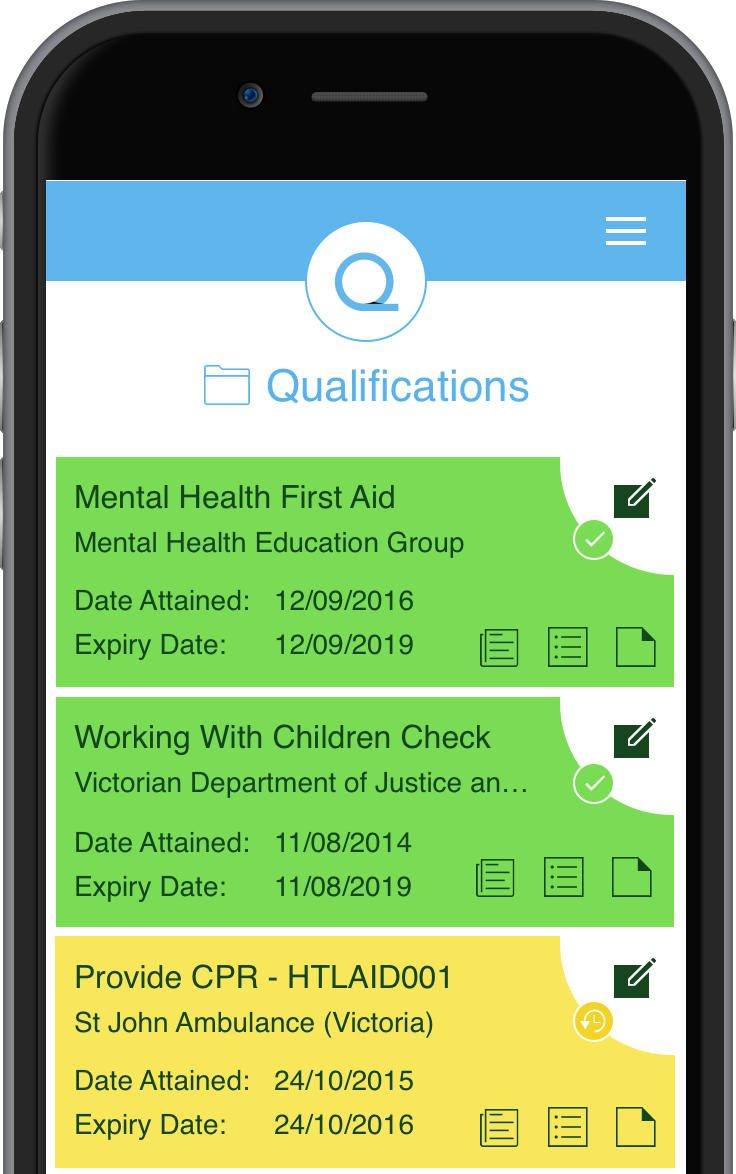 Q
Qualifications
Mental Health First Aid
Mental Health Education Group
Date Attained: 12/09/2016
Expiry Date: 12/09/2019
Working With Children Check
Victorian Department of Justice an...
Date Attained: 11/08/2014
Expiry Date: 11/08/2019
Provide CPR - HTLAID001
St John Ambulance (Victoria)
Date Attained: 24/10/2015
Expiry Date: 24/10/2016